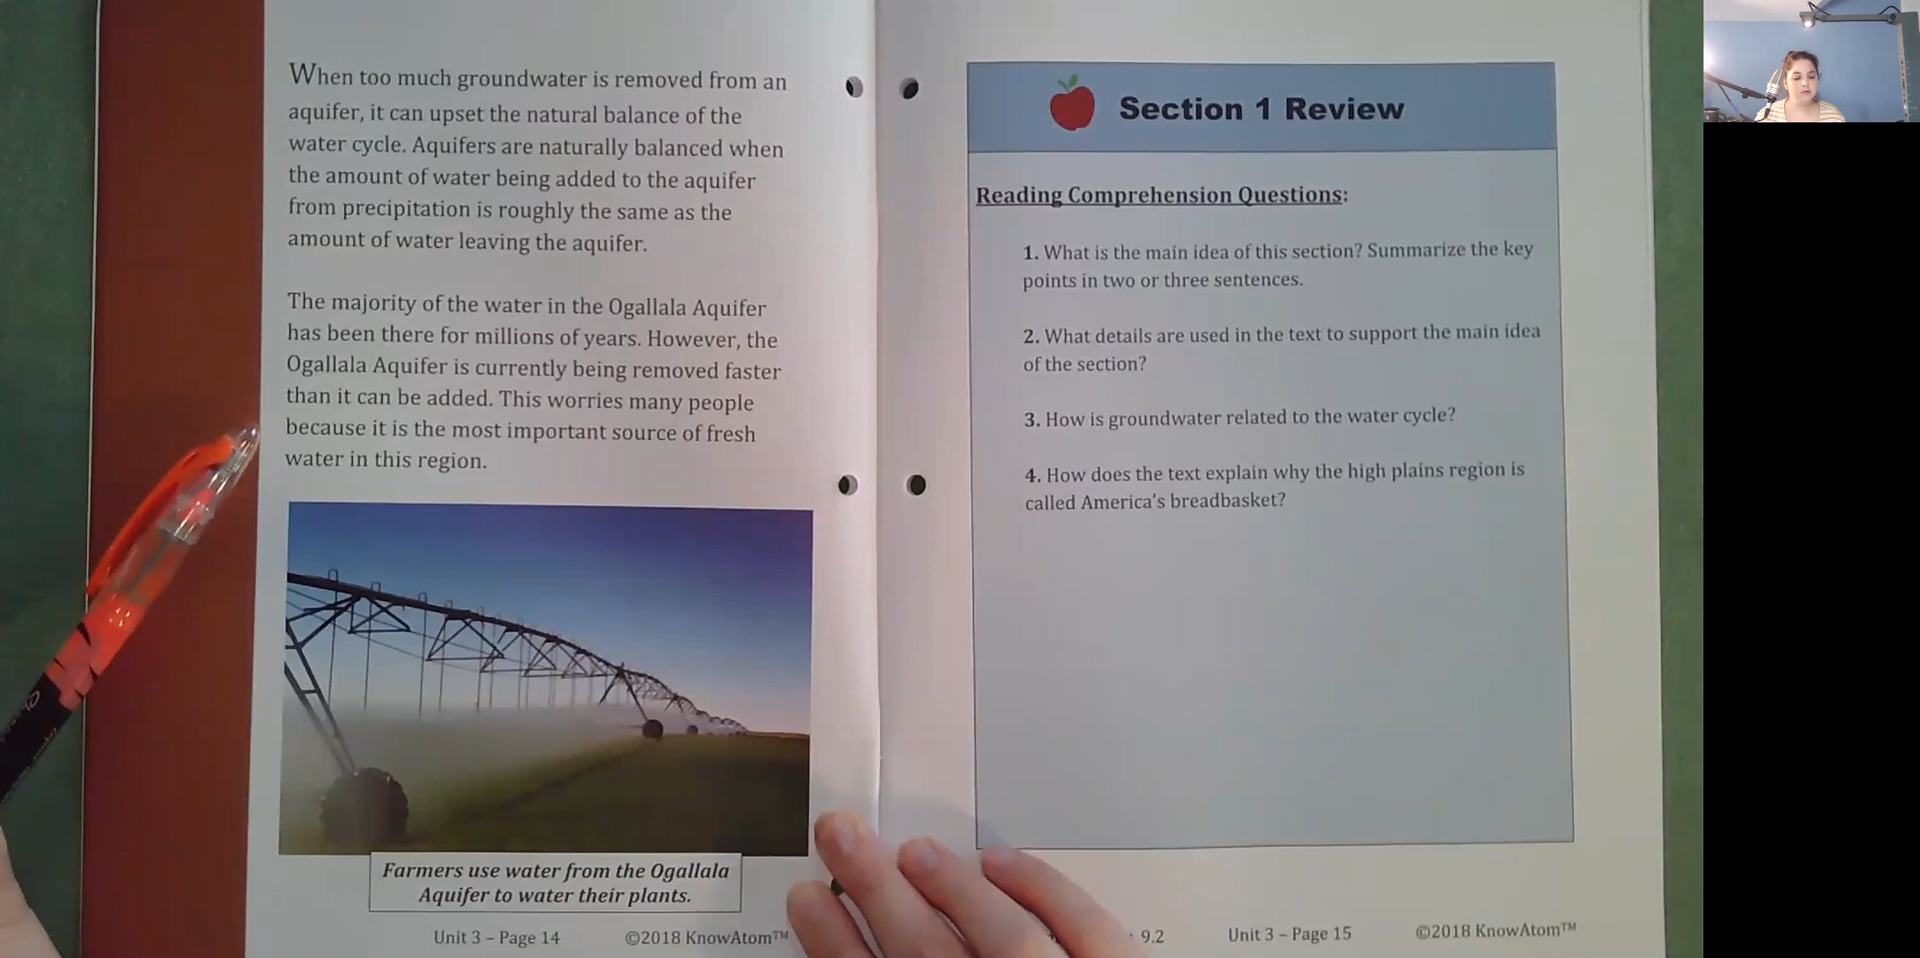 When too much groundwater is removed from an
aquifer, it can upset the natural balance of the
water cycle. Aquifers are naturally balanced when
the amount of water being added to the aquifer
from precipitation is roughly the same as the
amount of water leaving the aquifer.
The majority of the water in the Ogallala Aquifer
has been there for millions of years. However, the
Ogallala Aquifer is currently being removed faster
than it can be added. This worries many people
because it is the most important source of fresh
water in this region.
Farmers use water from the Ogallala
Aquifer to water their plants.
Unit 3 – Page 14 ©2018 KnowAtom™
Section 1 Review
Reading Comprehension Questions:
1. What is the main idea of this section? Summarize the key
points in two or three sentences.
2. What details are used in the text to support the main idea
of the section?
3. How is groundwater related to the water cycle?
4. How does the text explain why the high plains region is
called America's breadbasket?
9.2 Unit 3 – Page 15 ©2018 KnowAtom™